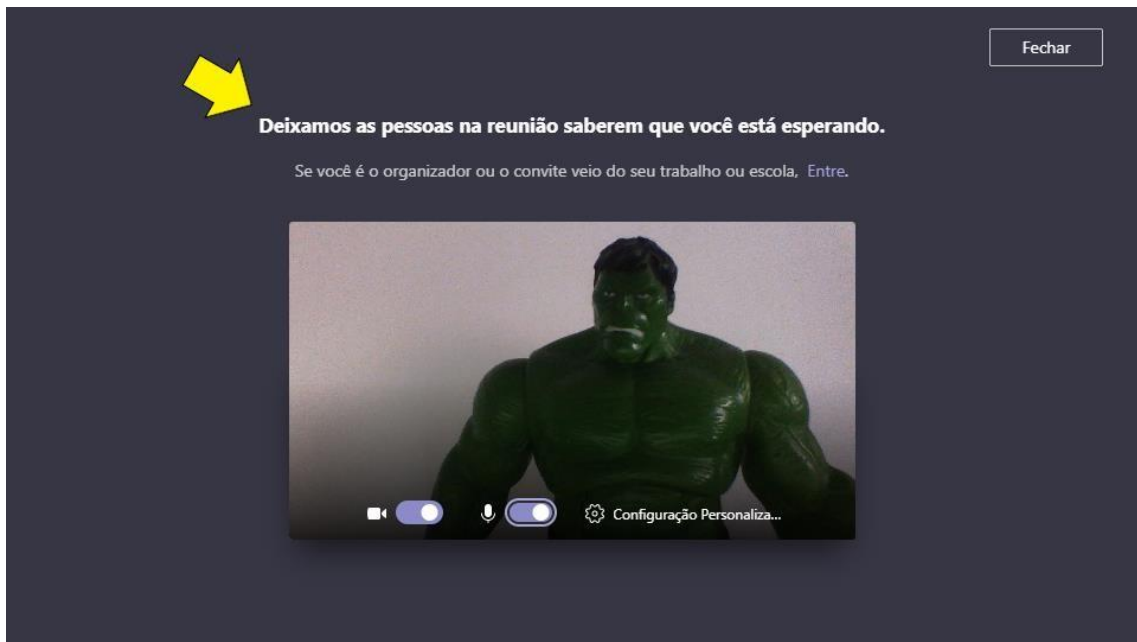 Fechar
Deixamos as pessoas na reunião saberem que você está esperando.
Se você é o organizador ou o convite veio do seu trabalho ou escola, Entre.
Configuração Personaliza...